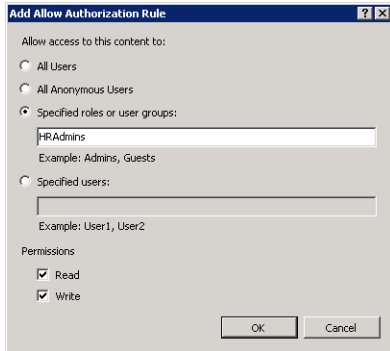 Add Allow Authorization Rule
Allow access to this content to:
All Users
All Anonymous Users
Specified roles or user groups:
HRAdmins
Example: Admins, Guests
Specified users:
Example: User1, User2
Permissions
Read
Write
OK Cancel